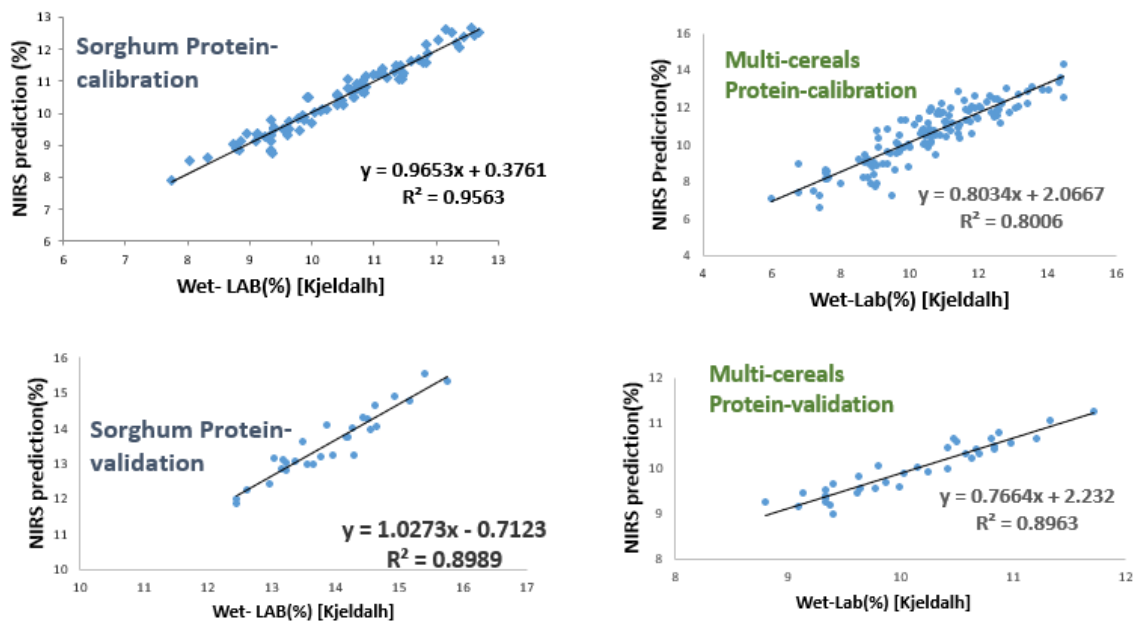 Sorghum Protein-
calibration
NIRS prediction (%)
13
12
11
10
9
8
7
6
y = 0.9653x + 0.3761
R² = 0.9563
6 7 8 9 10 11 12 13
Wet- LAB(%) [Kjeldalh]
Multi-cereals
Protein-calibration
NIRS Predicrion(%)
16
14
12
10
8
6
4
y = 0.8034x + 2.0667
R² = 0.8006
4 6 8 10 12 14 16
Wet-Lab(%) [Kjeldalh]
Sorghum Protein-
validation
NIRS prediction(%)
16
15
14
13
12
11
10
y = 1.0273x - 0.7123
R² = 0.8989
10 11 12 13 14 15 16 17
Wet- LAB(%) [Kjeldalh]
Multi-cereals
Protein-validation
NIRS prediction(%)
12
11
10
9
8
y = 0.7664x + 2.232
R² = 0.8963
8 9 10 11 12
Wet-Lab(%) [Kjeldalh]